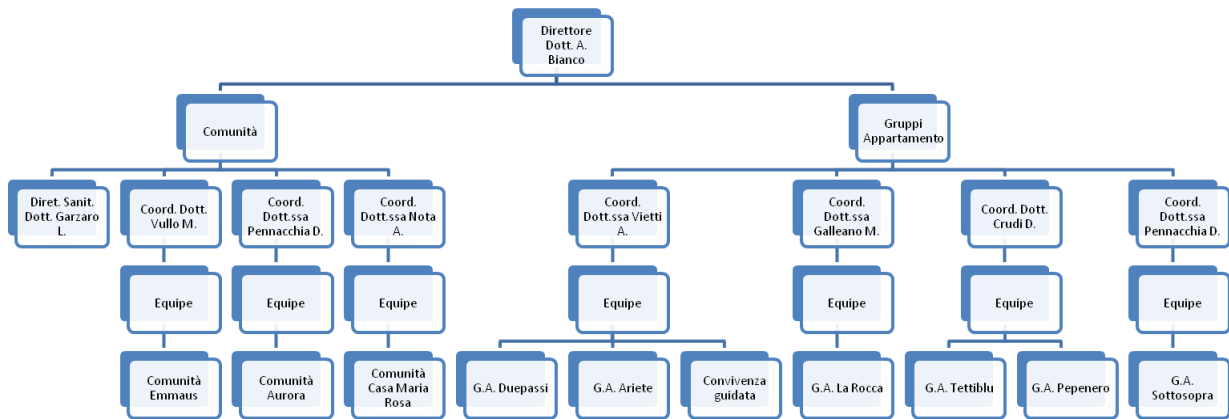 Direttore
Dott. A.
Bianco
Comunità
Gruppi
Appartamento
Diret. Sanit.
Dott. Garzaro
L.
Coord. Dott.
Vullo M.
Coord.
Dott.ssa
Pennacchia D.
Coord.
Dott.ssa Nota
A.
Coord.
Dott.ssa Vietti
A.
Coord.
Dott.ssa
Galleano M.
Coord. Dott.
Crudi D.
Coord.
Dott.ssa
Pennacchia D.
Equipe
Equipe
Equipe
Equipe
Equipe
Equipe
Equipe
Comunità
Emmaus
Comunità
Aurora
Comunità
Casa Maria
Rosa
G.A. Duepassi
G.A. Ariete
Convivenza
guidata
G.A. La Rocca
G.A. Tettiblu
G.A. Pepenero
G.A.
Sottosopra